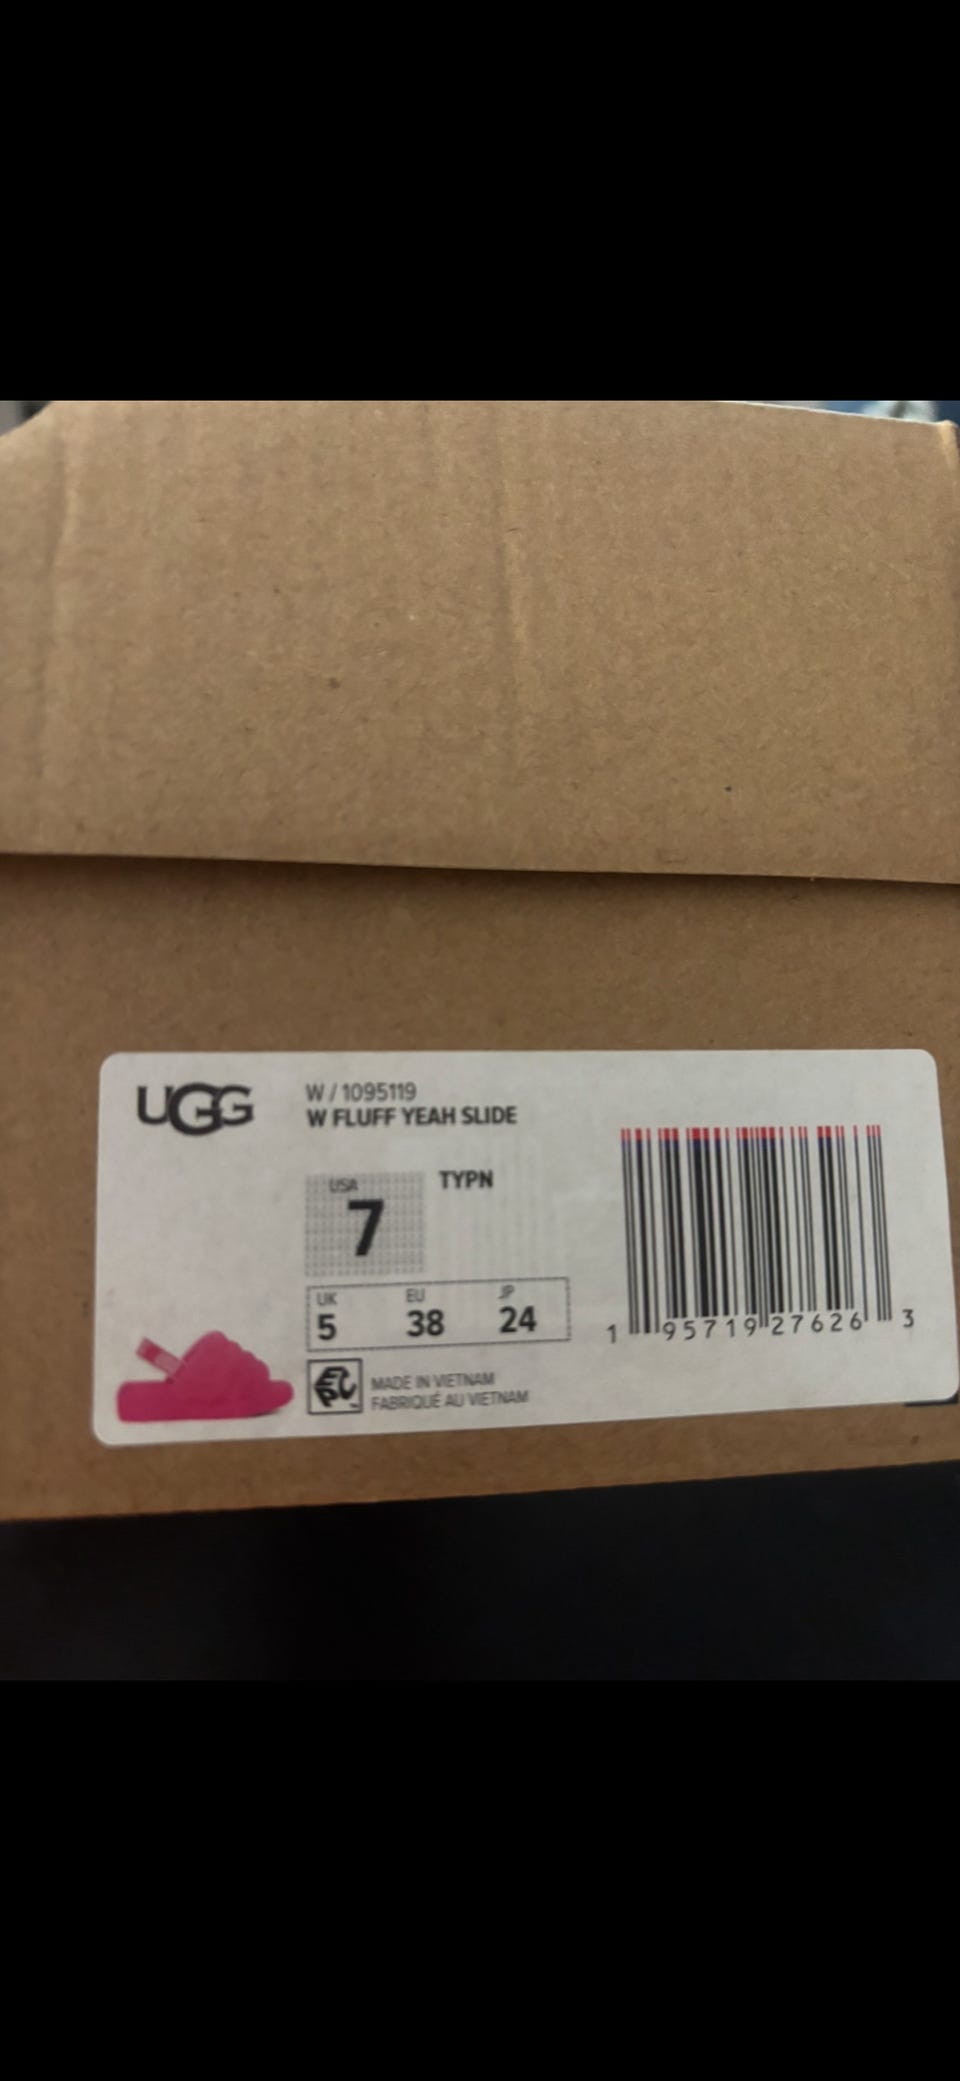 UGG
W / 1095119
W FLUFF YEAH SLIDE
USA
7
TYPN
UK EU JP
5 38 24
MADE IN VIETNAM
FABRIQUÉ AU VIETNAM
1 95719 27626 3